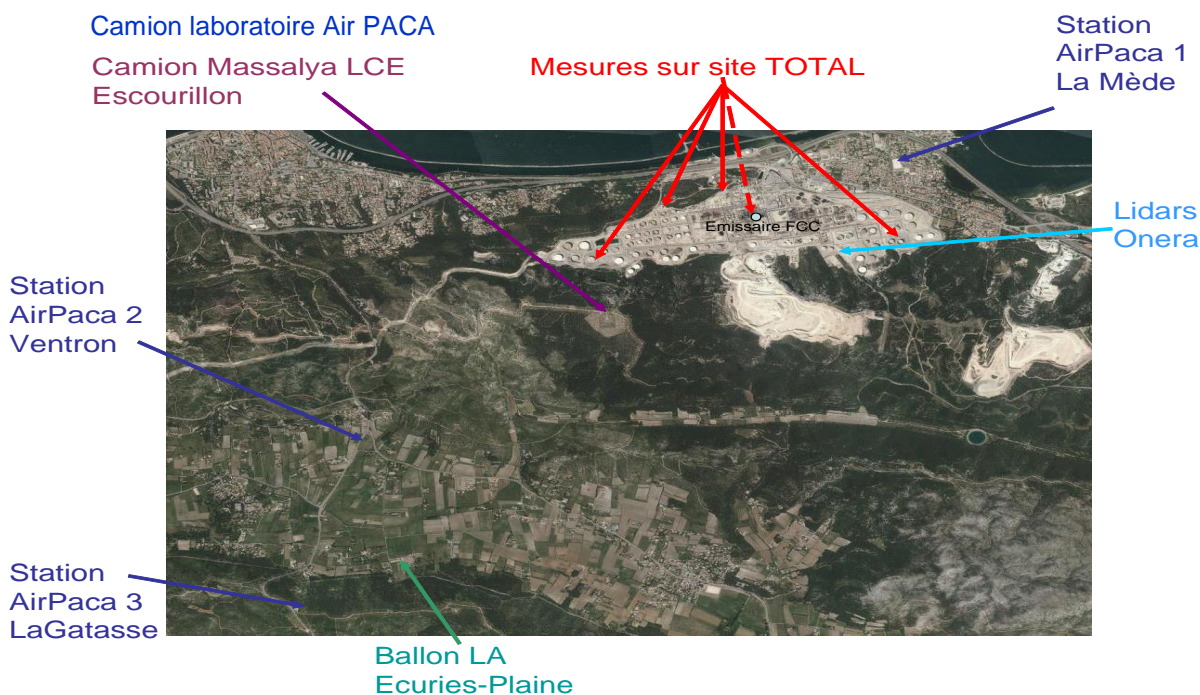 Camion laboratoire Air PACA
Camion Massalya LCE
Escourillon
Mesures sur site TOTAL
Station
AirPaca 1
La Mède
Emissaire FCC
Lidars
Onera
Station
AirPaca 2
Ventron
Station
AirPaca 3
LaGatasse
Ballon LA
Ecuries-Plaine